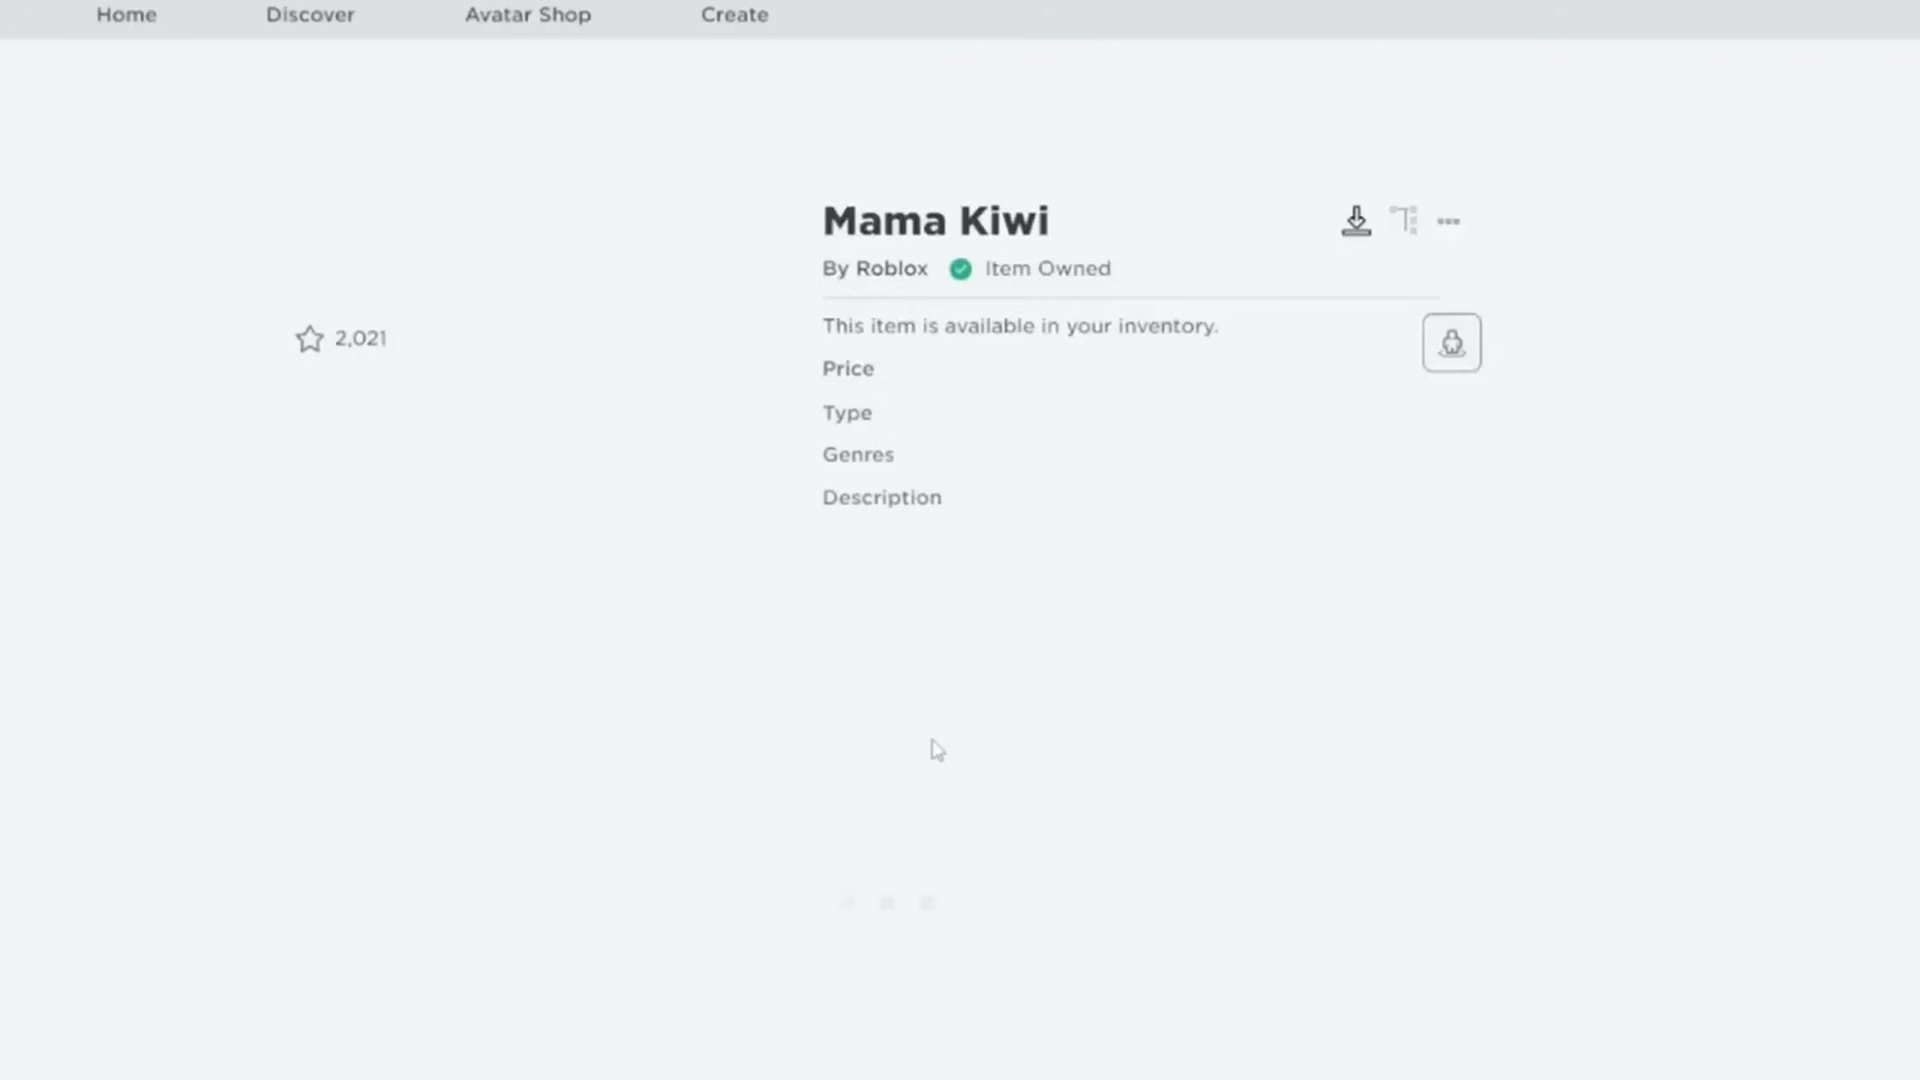 Home
Discover
Avatar Shop
Create
Mama Kiwi
By Roblox
Item Owned
2,021
This item is available in your inventory.
Price
Type
Genres
Description